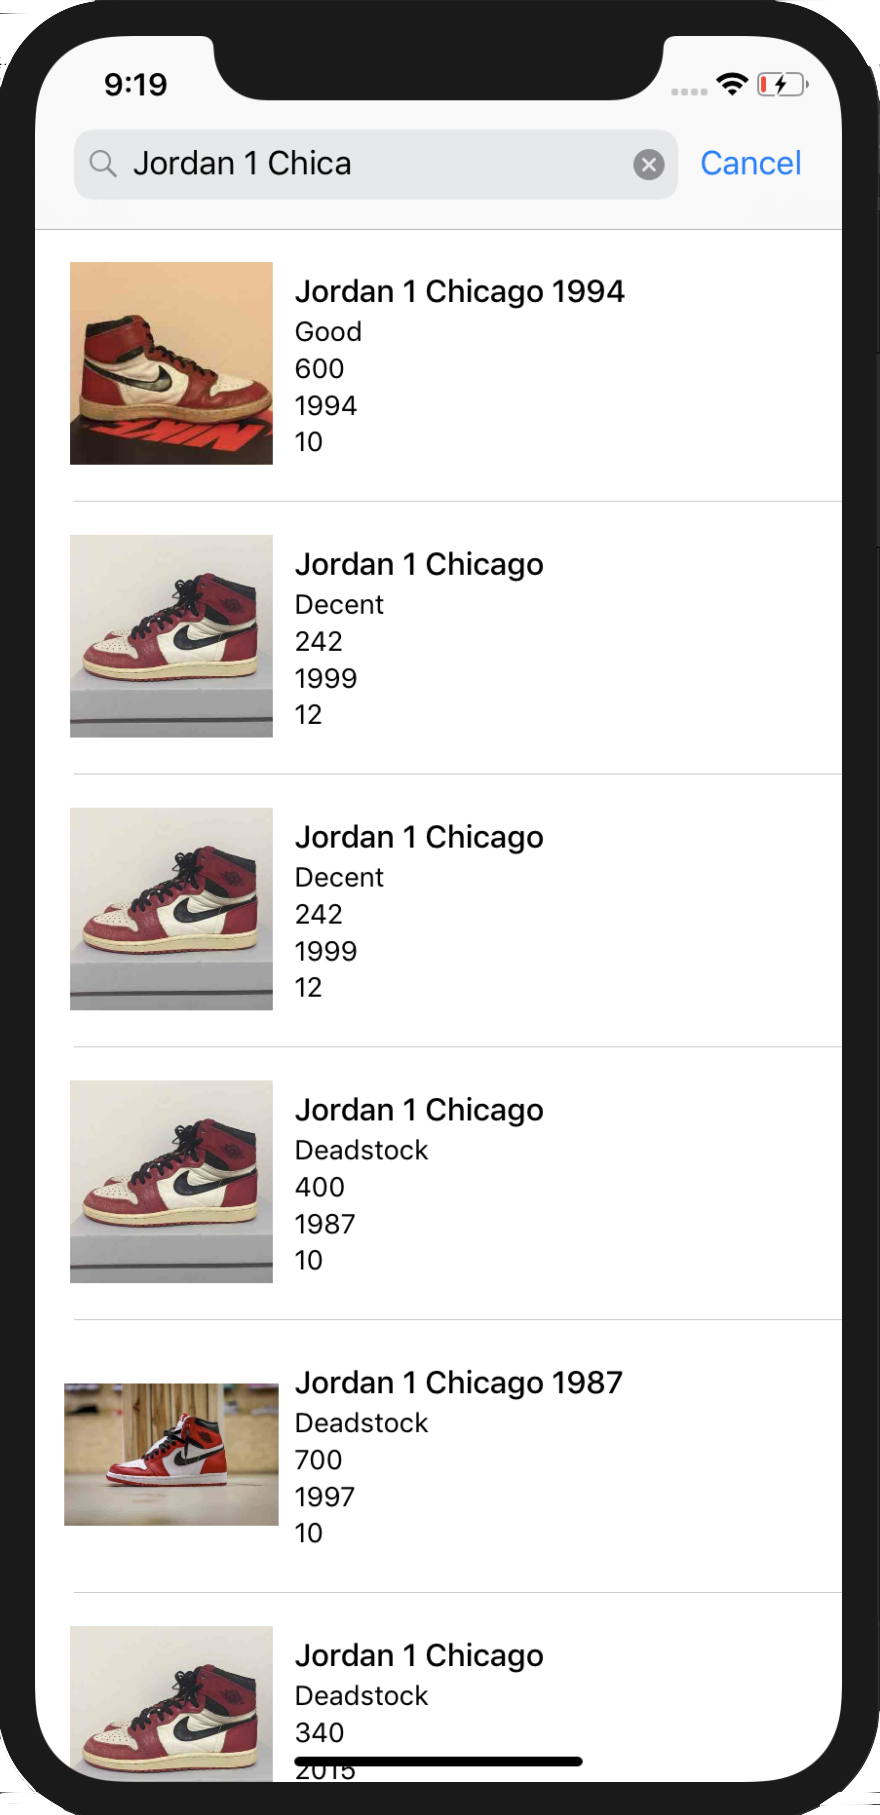 9:19
Jordan 1 Chica
Cancel
Jordan 1 Chicago 1994
Good
600
1994
10
Jordan 1 Chicago
Decent
242
1999
12
Jordan 1 Chicago
Decent
242
1999
12
Jordan 1 Chicago
Deadstock
400
1987
10
Jordan 1 Chicago 1987
Deadstock
700
1997
10
Jordan 1 Chicago
Deadstock
340
2015